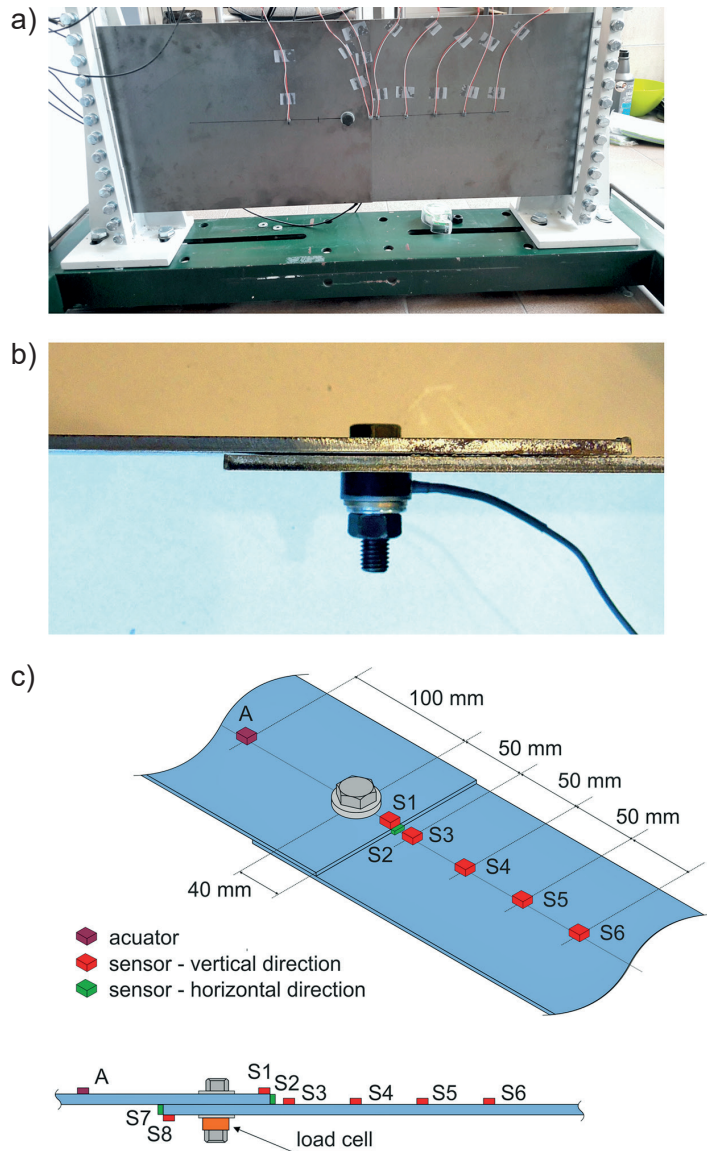 a)
b)
c)
100 mm
A
50 mm
50 mm
S1
50 mm
S3
S2
S4
40 mm
S5
S6
acuator
sensor - vertical direction
sensor - horizontal direction
A
S1
S2
S3
S4
S5
S6
S7
S8
load cell